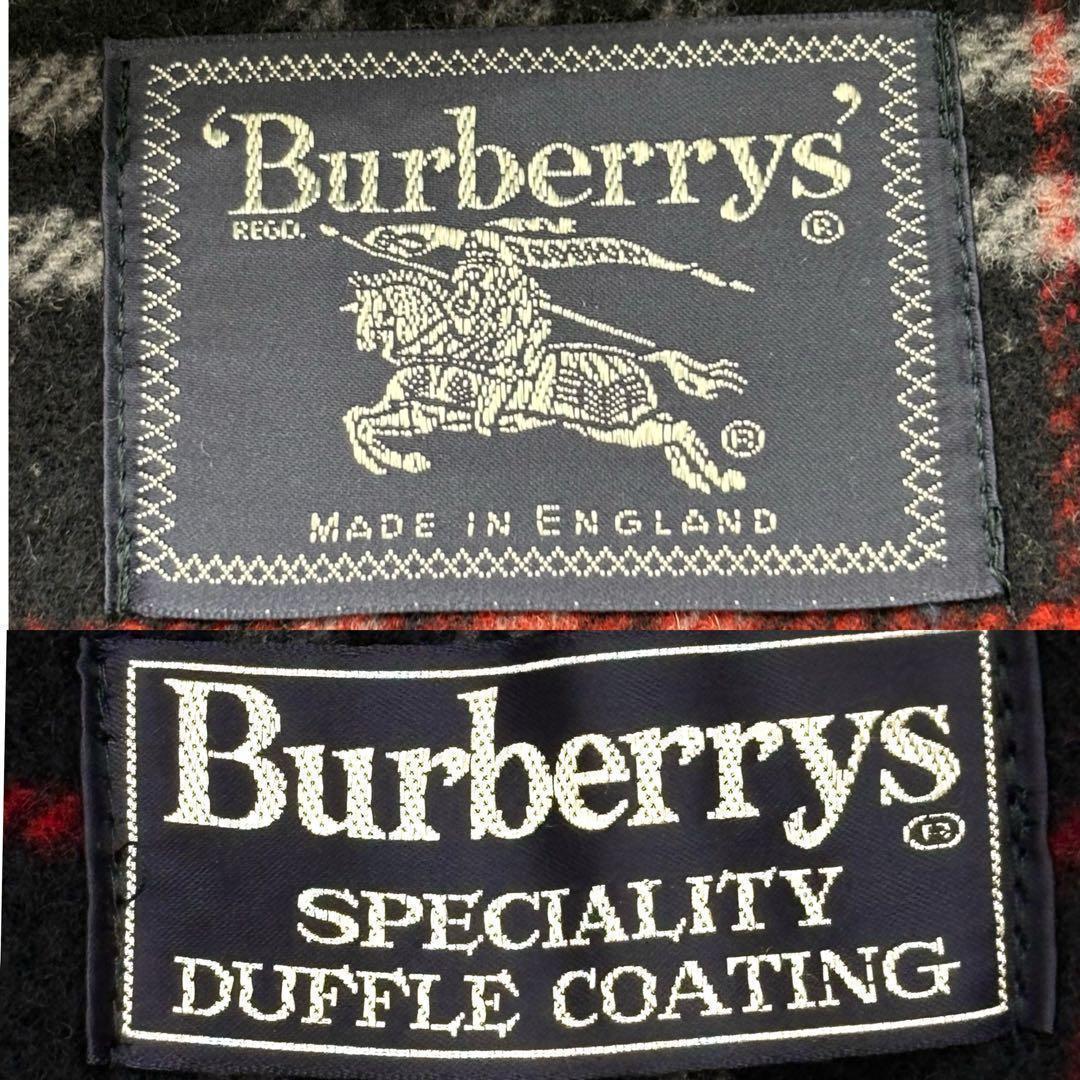 ‘Burberrys’
REGD. ®
®
MADE IN ENGLAND
Burberrys
®
SPECIALITY
DUFFLE COATING